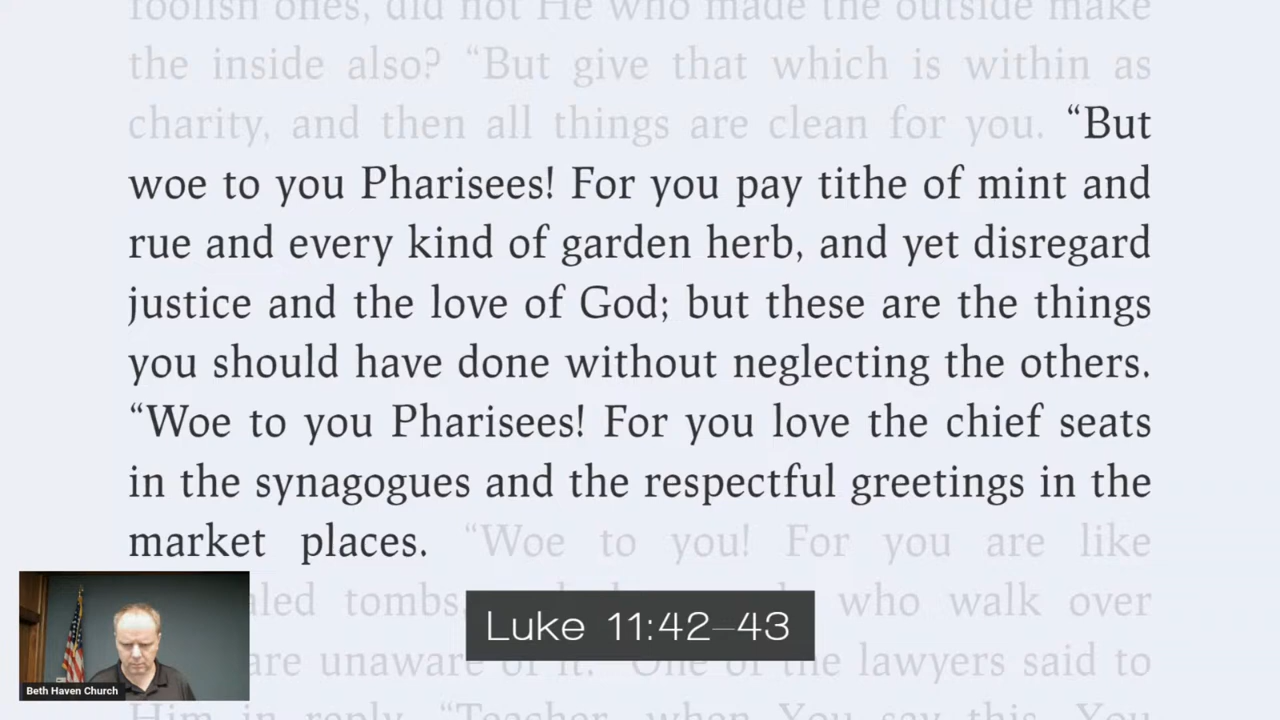 foolish ones, did not He who made the outside make
the inside also? “But give that which is within as
charity, and then all things are clean for you. “But
woe to you Pharisees! For you pay tithe of mint and
rue and every kind of garden herb, and yet disregard
justice and the love of God; but these are the things
you should have done without neglecting the others.
“Woe to you Pharisees! For you love the chief seats
in the synagogues and the respectful greetings in the
market places. “Woe to you! For you are like
tombs, who walk over
Luke 11:42–43
are unaware of it.” One of the lawyers said to
Beth Haven Church
Him in reply, “Teacher, when You say this, You